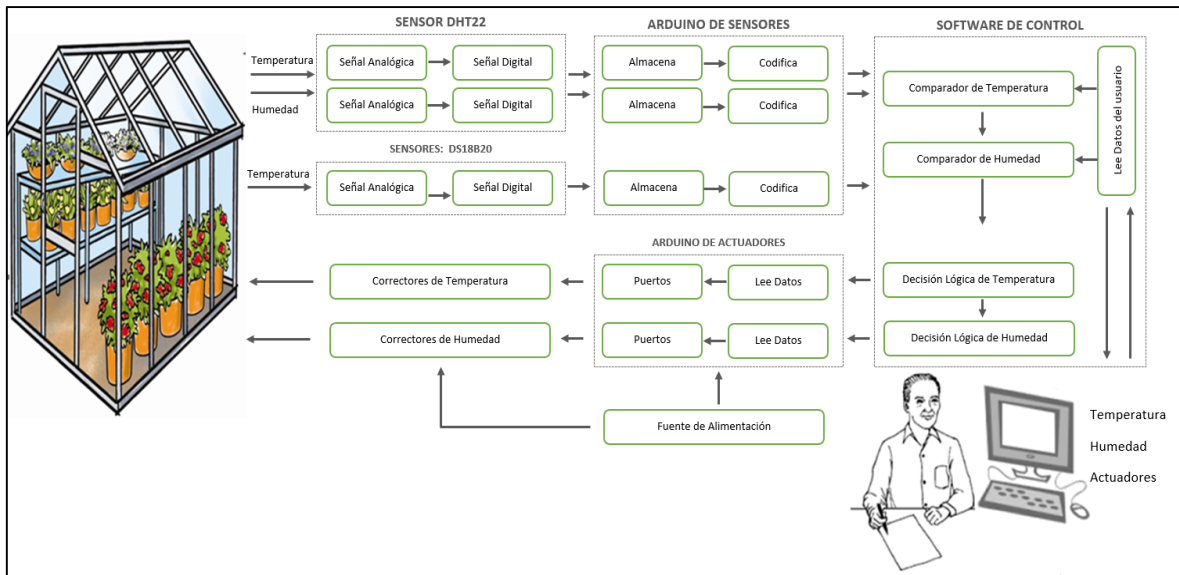 SENSOR DHT22
ARDUINO DE SENSORES
SOFTWARE DE CONTROL
Temperatura
Señal Analógica
Señal Digital
Almacena
Codifica
Humedad
Señal Analógica
Señal Digital
Almacena
Codifica
Comparador de Temperatura
Lee Datos del usuario
SENSORES: DS18B20
Comparador de Humedad
Temperatura
Señal Analógica
Señal Digital
Almacena
Codifica
ARDUINO DE ACTUADORES
Correctores de Temperatura
Puertos
Lee Datos
Decisión Lógica de Temperatura
Correctores de Humedad
Puertos
Lee Datos
Decisión Lógica de Humedad
Fuente de Alimentación
Temperatura
Humedad
Actuadores